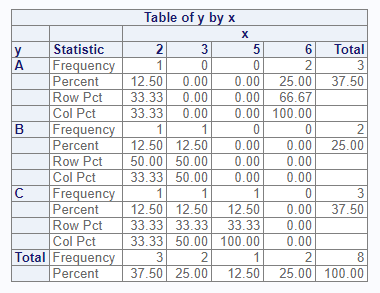 Table of y by x
x
y Statistic 2 3 5 6 Total
A Frequency 1 0 0 2 3
Percent 12.50 0.00 0.00 25.00 37.50
Row Pct 33.33 0.00 0.00 66.67
Col Pct 33.33 0.00 0.00 100.00
B Frequency 1 1 0 0 2
Percent 12.50 12.50 0.00 0.00 25.00
Row Pct 50.00 50.00 0.00 0.00
Col Pct 33.33 50.00 0.00 0.00
C Frequency 1 1 1 0 3
Percent 12.50 12.50 12.50 0.00 37.50
Row Pct 33.33 33.33 33.33 0.00
Col Pct 33.33 50.00 100.00 0.00
Total Frequency 3 2 1 2 8
Percent 37.50 25.00 12.50 25.00 100.00